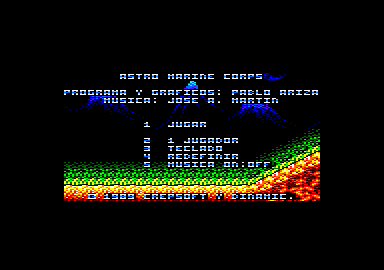 ASTRO MARINE CORPS
PROGRAMA Y GRAFICOS: PABLO ARIZA
MUSICA: JOSE A. MARTIN
1 JUGAR
2 1 JUGADOR
3 TECLADO
4 REDEFINIR
5 MUSICA ON:OFF
© 1989 CREPSOFT Y DINAMIC.